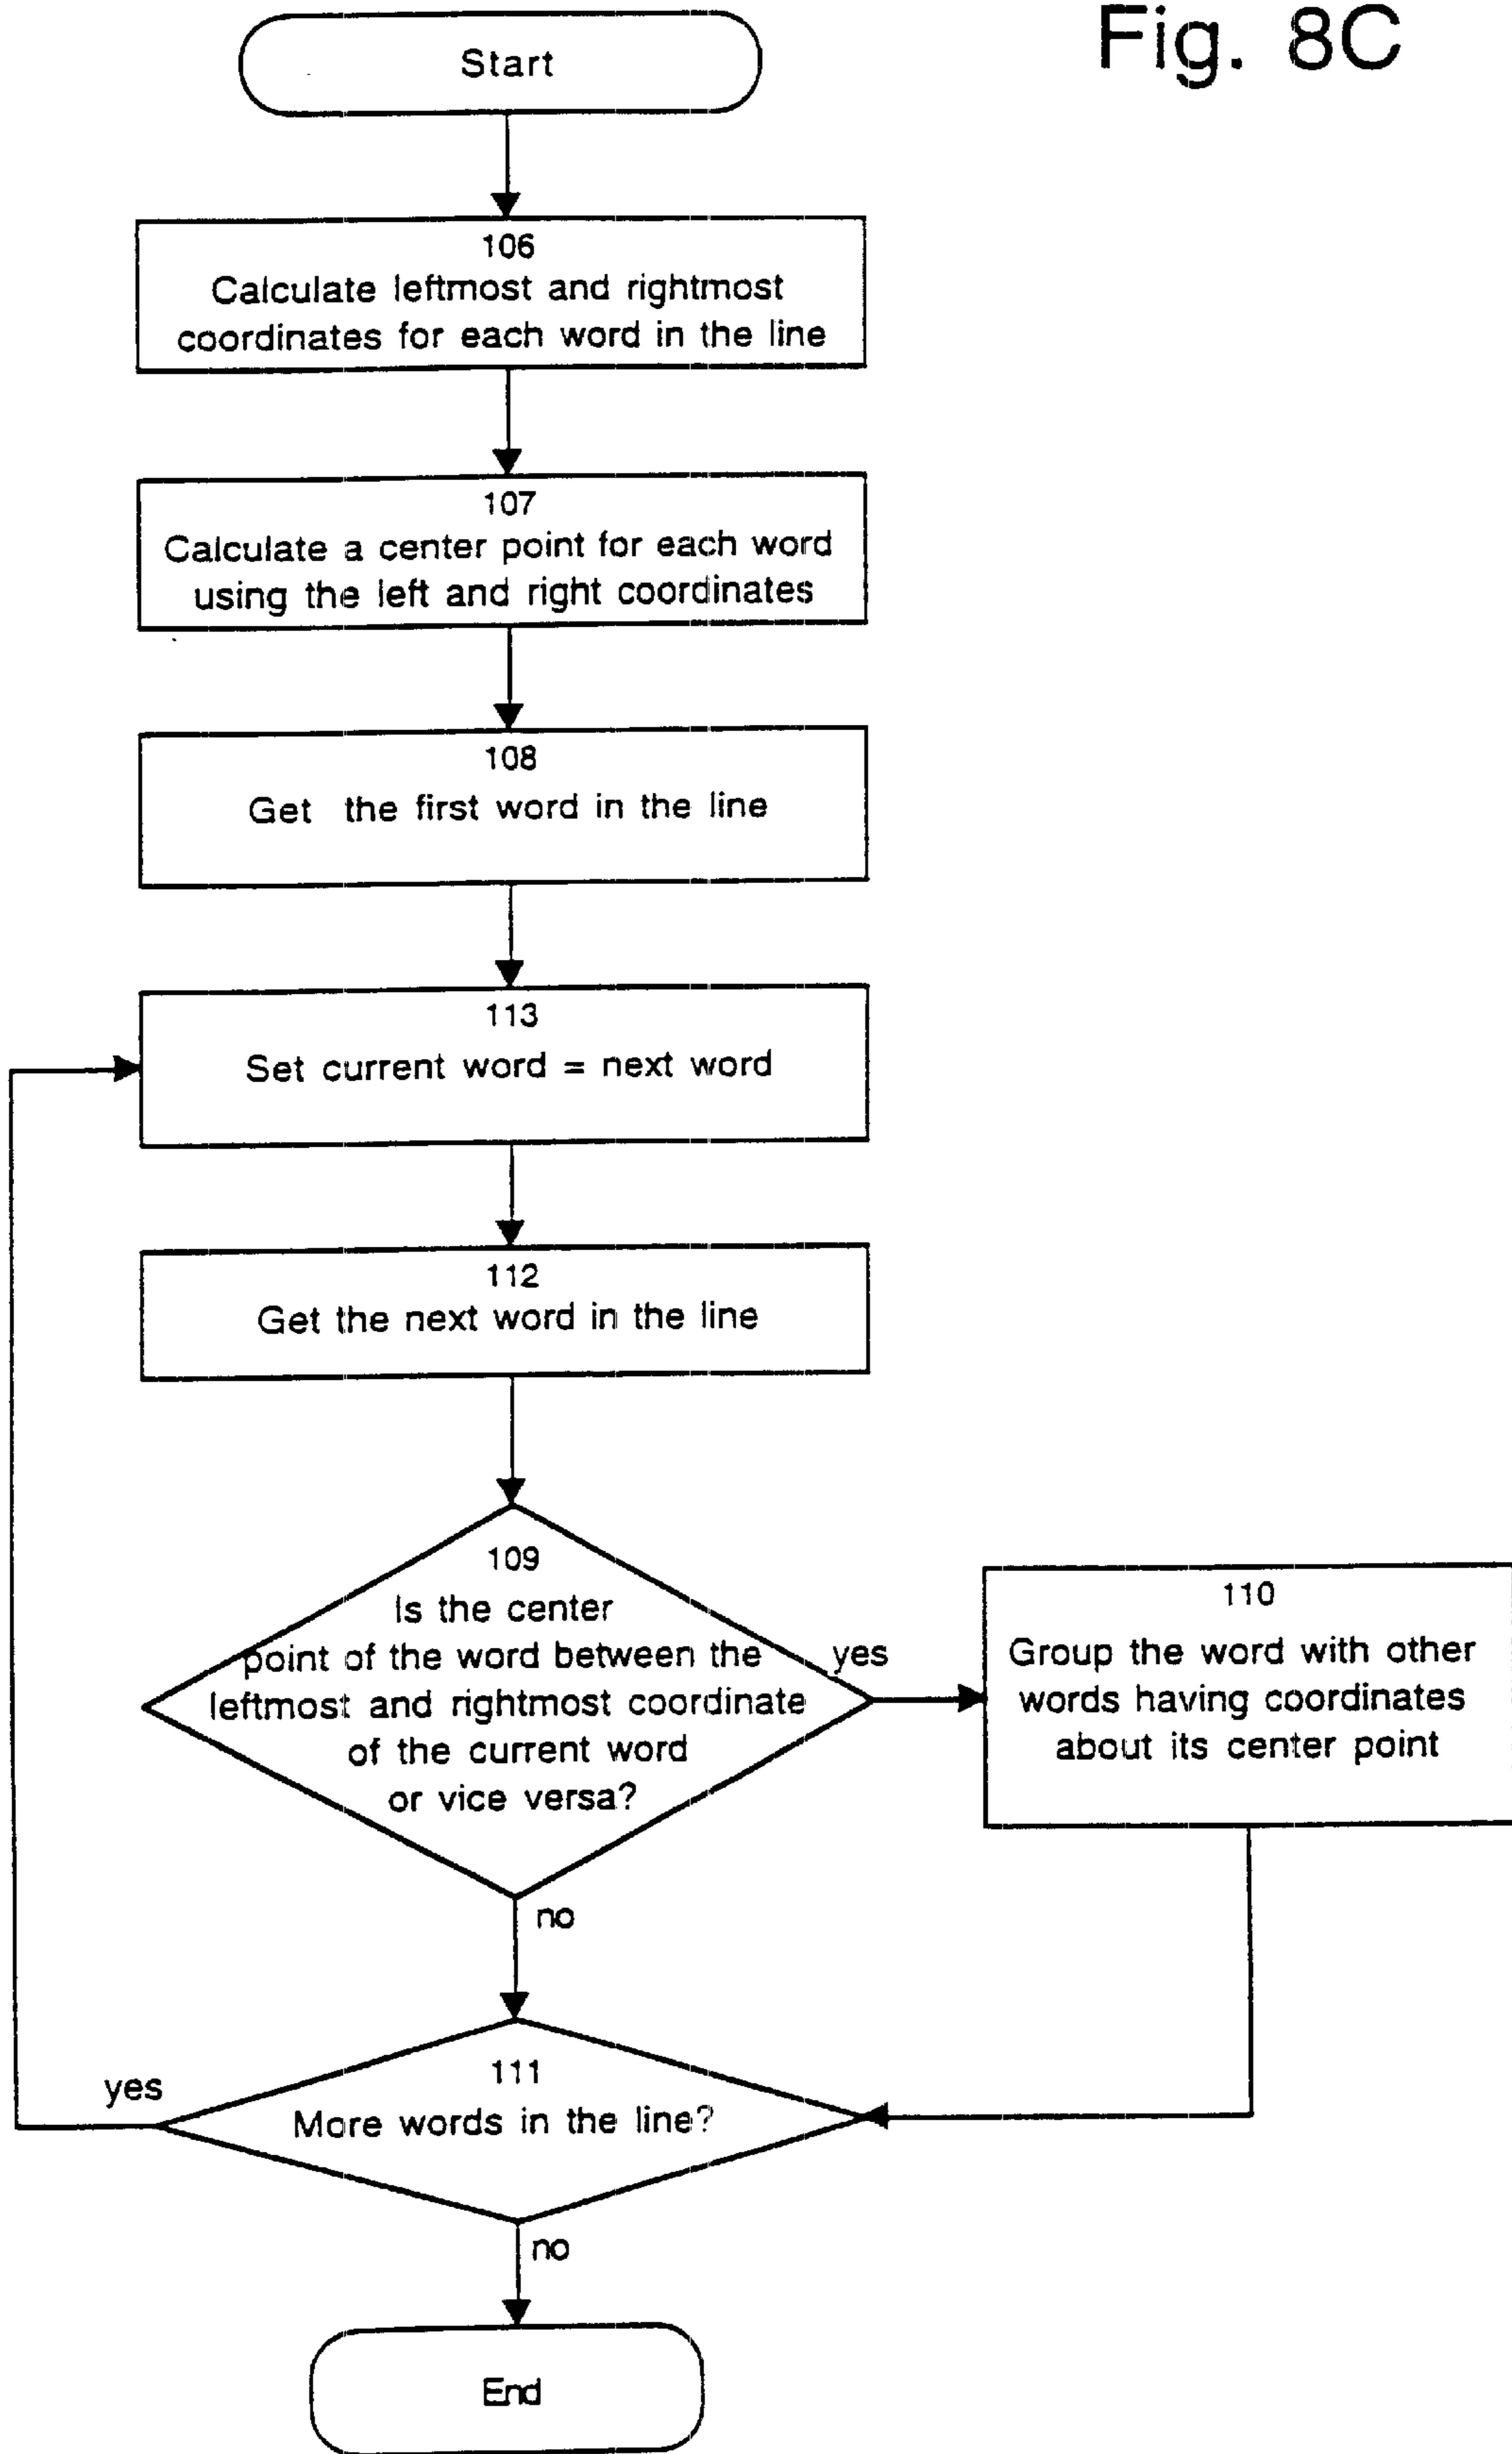 Fig. 8C
Start
106
Calculate leftmost and rightmost
coordinates for each word in the line
107
Calculate a center point for each word
using the left and right coordinates
108
Get the first word in the line
113
Set current word = next word
112
Get the next word in the line
109
Is the center
point of the word between the
leftmost and rightmost coordinate
of the current word
or vice versa?
yes
110
Group the word with other
words having coordinates
about its center point
no
111
More words in the line?
yes
no
End